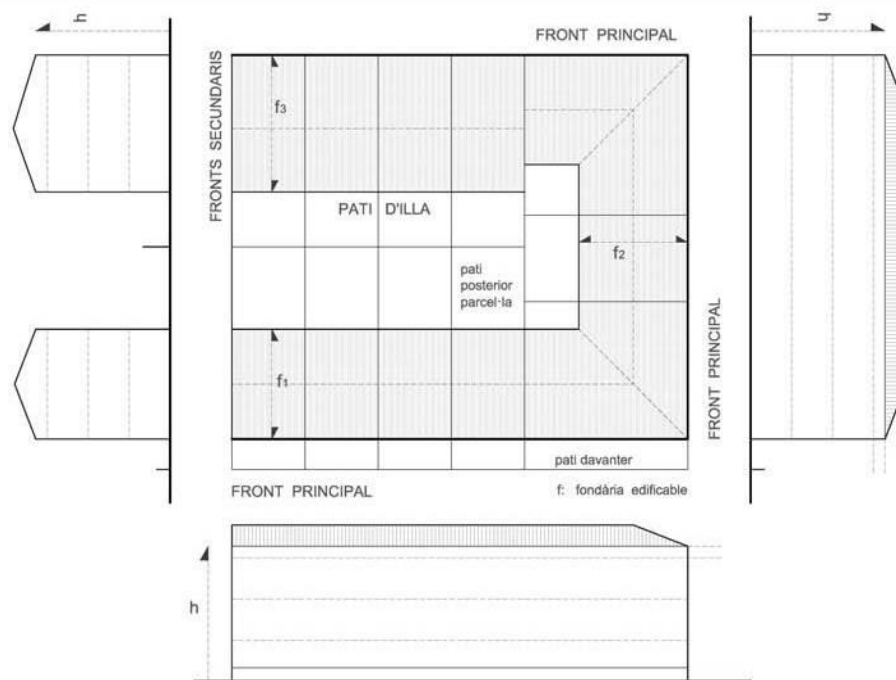 h
FRONT PRINCIPAL
h
FRONTS SECUNDARIS
f3
PATI D'ILLA
f2
pati
posterior
parcel·la
FRONT PRINCIPAL
f1
pati davanter
FRONT PRINCIPAL
f: fondària edificable
h